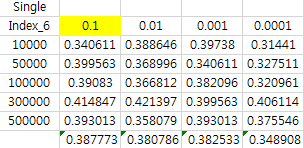 Single
Index_6 0.1 0.01 0.001 0.0001
10000 0.340611 0.388646 0.39738 0.31441
50000 0.399563 0.368996 0.340611 0.327511
100000 0.39083 0.366812 0.382096 0.320961
300000 0.414847 0.421397 0.399563 0.406114
500000 0.393013 0.358079 0.393013 0.375546
0.387773 0.380786 0.382533 0.348908